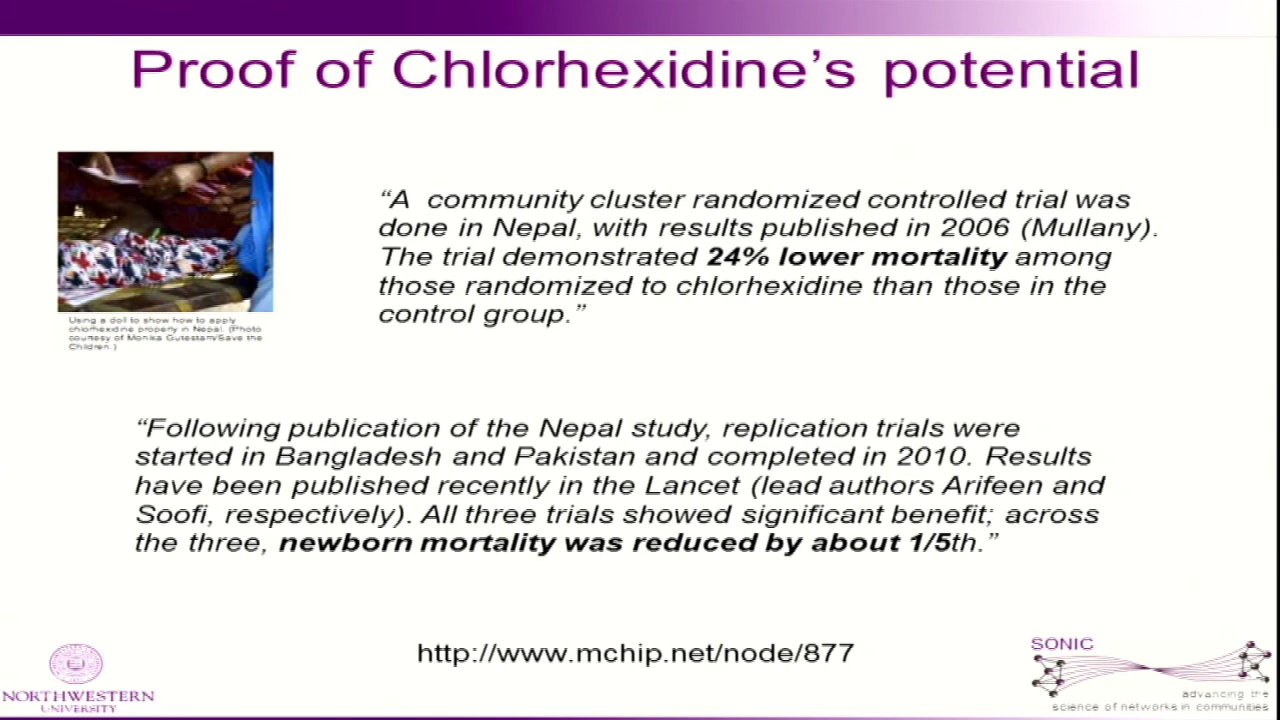 Proof of Chlorhexidine's potential
“A community cluster randomized controlled trial was
done in Nepal, with results published in 2006 (Mullany).
The trial demonstrated 24% lower mortality among
those randomized to chlorhexidine than those in the
control group.”
Using a doll to show how to apply
chlorhexidine properly in Nepal. (Photo
courtesy of Monika Gutestam/Save the
Children.)
“Following publication of the Nepal study, replication trials were
started in Bangladesh and Pakistan and completed in 2010. Results
have been published recently in the Lancet (lead authors Arifeen and
Soofi, respectively). All three trials showed significant benefit; across
the three, newborn mortality was reduced by about 1/5th.”
http://www.mchip.net/node/877
NORTHWESTERN
UNIVERSITY
SONIC
advancing the
science of networks in communities